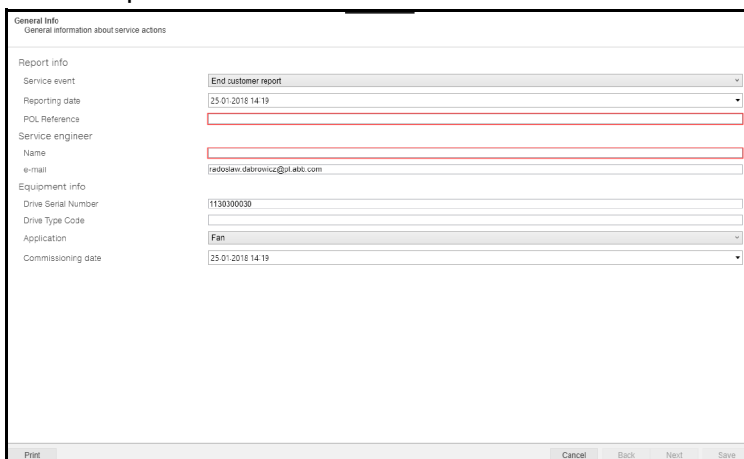 General Info
General information about service actions
Report info
Service event End customer report
Reporting date 25-01-2018 14:19
POL Reference
Service engineer
Name
e-mail radoslaw.dabrowicz@pl.abb.com
Equipment info
Drive Serial Number 1130300030
Drive Type Code
Application Fan
Commissioning date 25-01-2018 14:19
Print Cancel Back Next Save